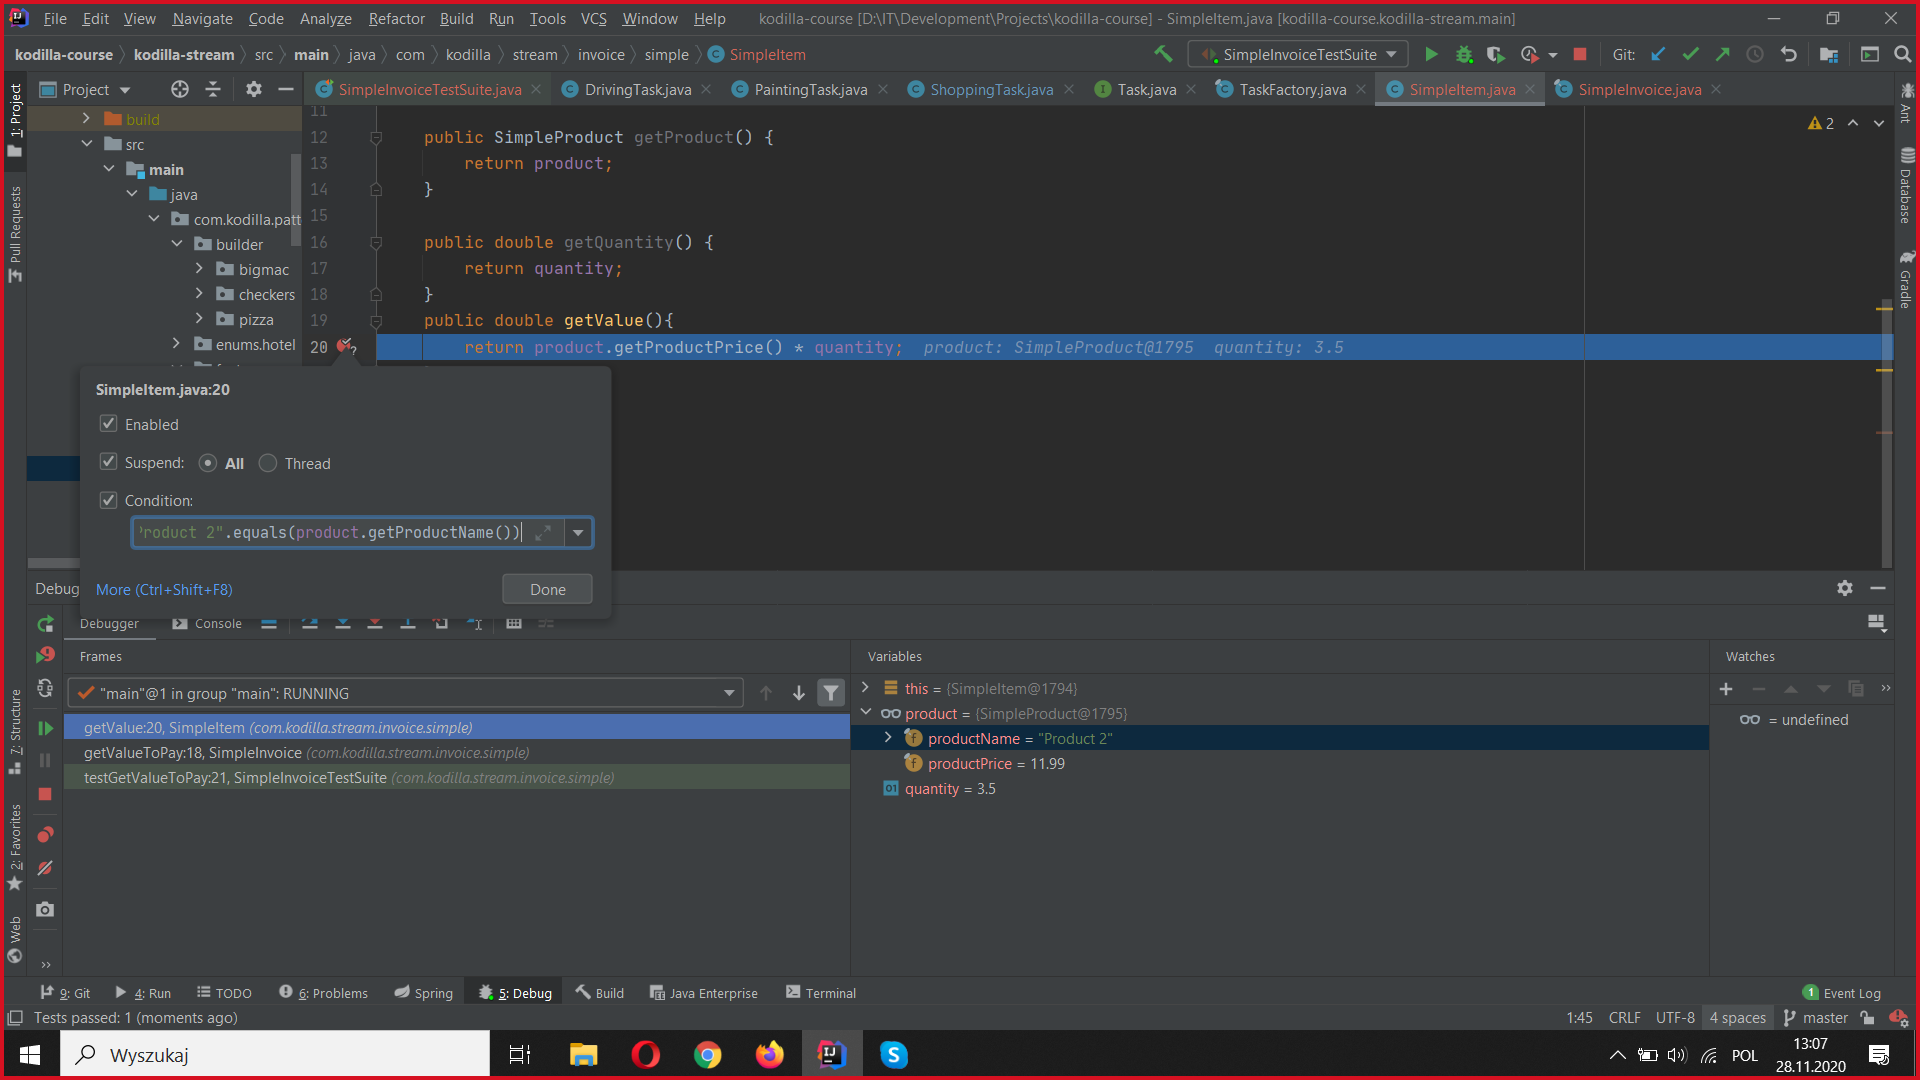 File Edit View Navigate Code Analyze Refactor Build Run Tools VCS Window Help kodilla-course [D:\IT\Development\Projects\kodilla-course] - SimpleItem.java [kodilla-course.kodilla-stream.main]
kodilla-course kodilla-stream src main java com kodilla stream invoice simple SimpleItem SimpleInvoiceTestSuite Git:
Project SimpleInvoiceTestSuite.java DrivingTask.java PaintingTask.java ShoppingTask.java Task.java TaskFactory.java SimpleItem.java SimpleInvoice.java
1: Project
Pull Requests
7: Structure
2: Favorites
Web
Ant
Database
Gradle
build
src
main
java
com.kodilla.patt
builder
bigmac
checkers
pizza
enums.hotel
2
11
12 public SimpleProduct getProduct() {
13 return product;
14 }
15
16 public double getQuantity() {
17 return quantity;
18 }
19 public double getValue(){
20 return product.getProductPrice() * quantity; product: SimpleProduct@1795 quantity: 3.5
SimpleItem.java:20
Enabled
Suspend: All Thread
Condition:
roduct 2".equals(product.getProductName())
More (Ctrl+Shift+F8) Done
Debug
Debugger Console
Frames
"main"@1 in group "main": RUNNING
getValue:20, SimpleItem (com.kodilla.stream.invoice.simple)
getValueToPay:18, SimpleInvoice (com.kodilla.stream.invoice.simple)
testGetValueToPay:21, SimpleInvoiceTestSuite (com.kodilla.stream.invoice.simple)
Variables
this = {SimpleItem@1794}
product = {SimpleProduct@1795}
productName = "Product 2"
productPrice = 11.99
quantity = 3.5
Watches
= undefined
9: Git 4: Run TODO 6: Problems Spring 5: Debug Build Java Enterprise Terminal 1 Event Log
Tests passed: 1 (moments ago) 1:45 CRLF UTF-8 4 spaces master
Wyszukaj POL 13:07
28.11.2020